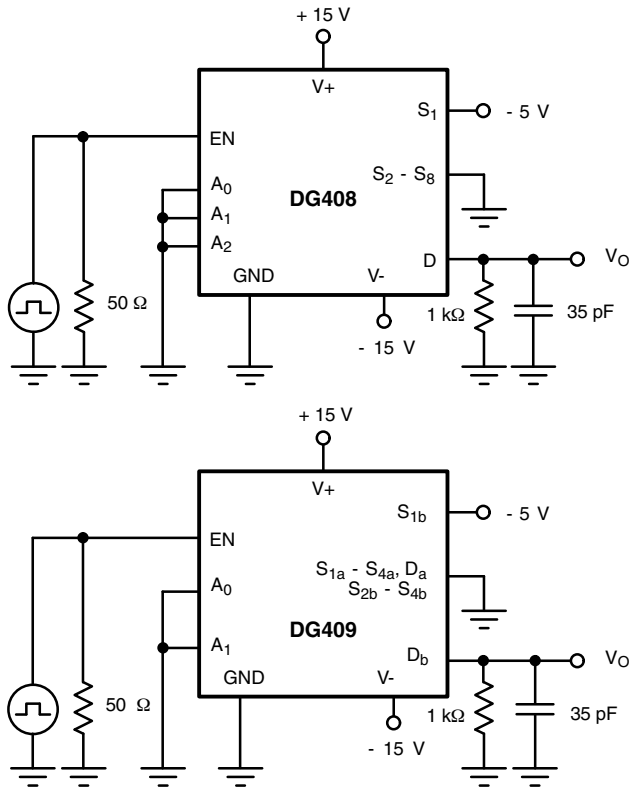 + 15 V
V+
S1
- 5 V
EN
S2 - S8
A0
DG408
A1
A2
D
VO
GND
V-
50 Ω
1 kΩ
35 pF
- 15 V
+ 15 V
V+
S1b
- 5 V
EN
S1a - S4a, Da
S2b - S4b
A0
DG409
A1
Db
VO
GND
V-
50 Ω
1 kΩ
35 pF
- 15 V